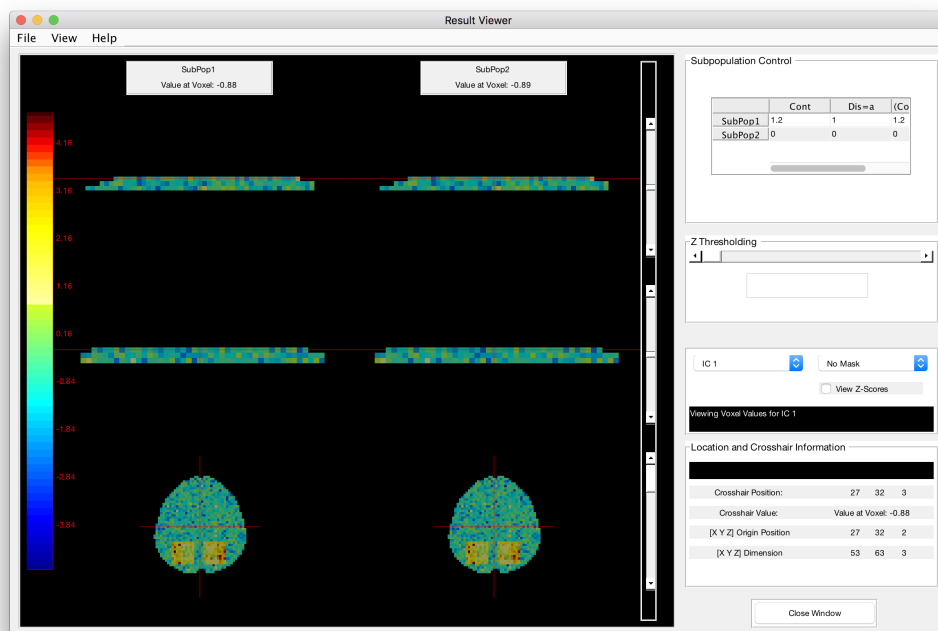 Result Viewer
File View Help
SubPop1
Value at Voxel: -0.88
SubPop2
Value at Voxel: -0.89
4.16
3.16
2.16
1.16
0.16
-0.84
-1.84
-2.84
-3.84
Subpopulation Control
Cont Dis=a (Co
SubPop1 1.2 1 1.2
SubPop2 0 0 0
Z Thresholding
IC 1 No Mask
View Z-Scores
Viewing Voxel Values for IC 1
Location and Crosshair Information
Crosshair Position: 27 32 3
Crosshair Value: Value at Voxel: -0.88
[X Y Z] Origin Position 27 32 2
[X Y Z] Dimension 53 63 3
Close Window